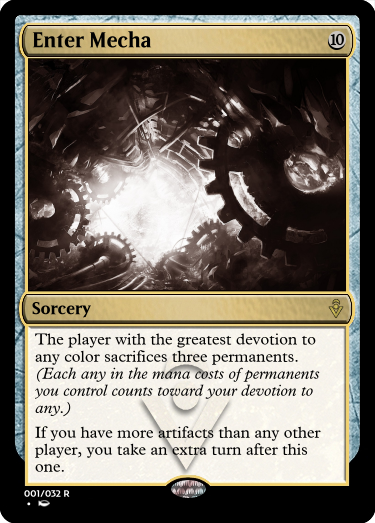 Enter Mecha
10
Sorcery
The player with the greatest devotion to
any color sacrifices three permanents.
(Each any in the mana costs of permanents
you control counts toward your devotion to
any.)
If you have more artifacts than any other
player, you take an extra turn after this
one.
001/032 R